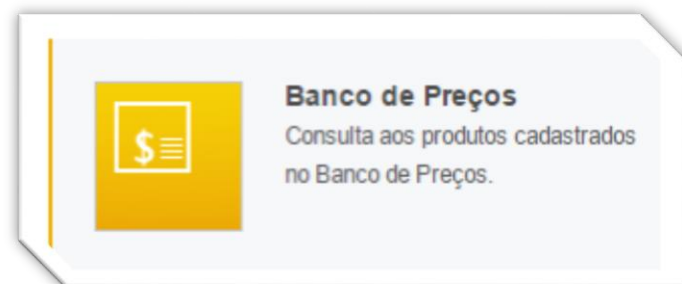 Banco de Preços
Consulta aos produtos cadastrados
no Banco de Preços.
$